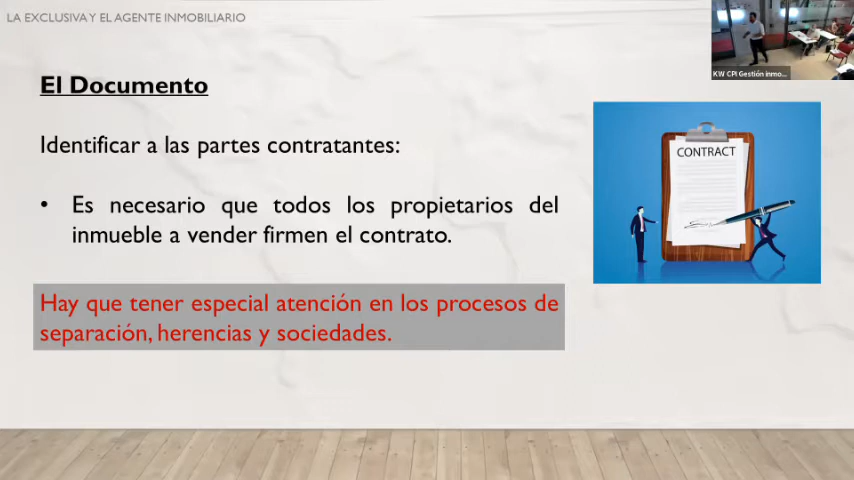 LA EXCLUSIVA Y EL AGENTE INMOBILIARIO
KW CPI Gestión inmo...
El Documento
Identificar a las partes contratantes:
CONTRACT
• Es necesario que todos los propietarios del
inmueble a vender firmen el contrato.
Hay que tener especial atención en los procesos de
separación, herencias y sociedades.